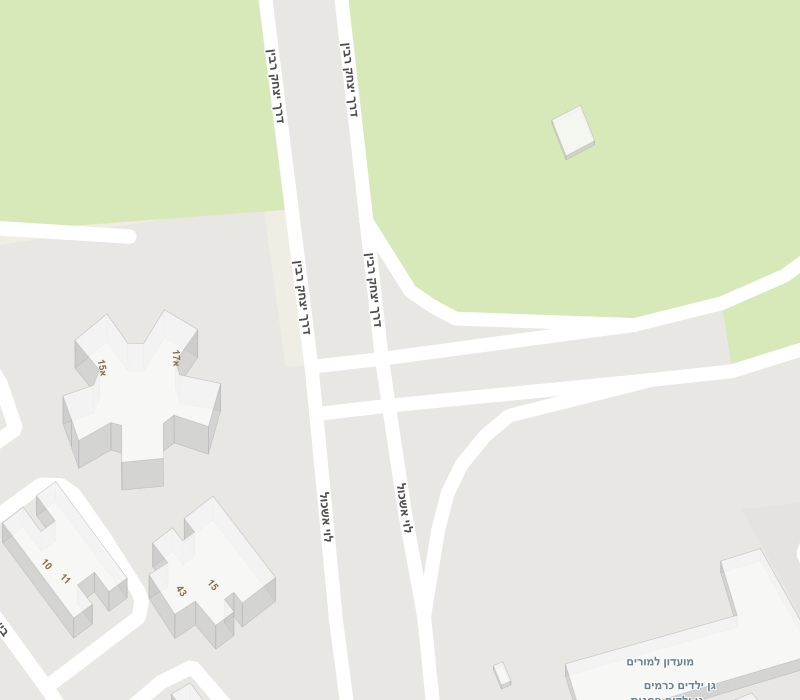 דרך יצחק רבין
דרך יצחק רבין
דרך יצחק רבין
דרך יצחק רבין
15א
17א
לוי אשכול
לוי אשכול
10
11
43
15
מועדון למורים
גן ילדים כרמים